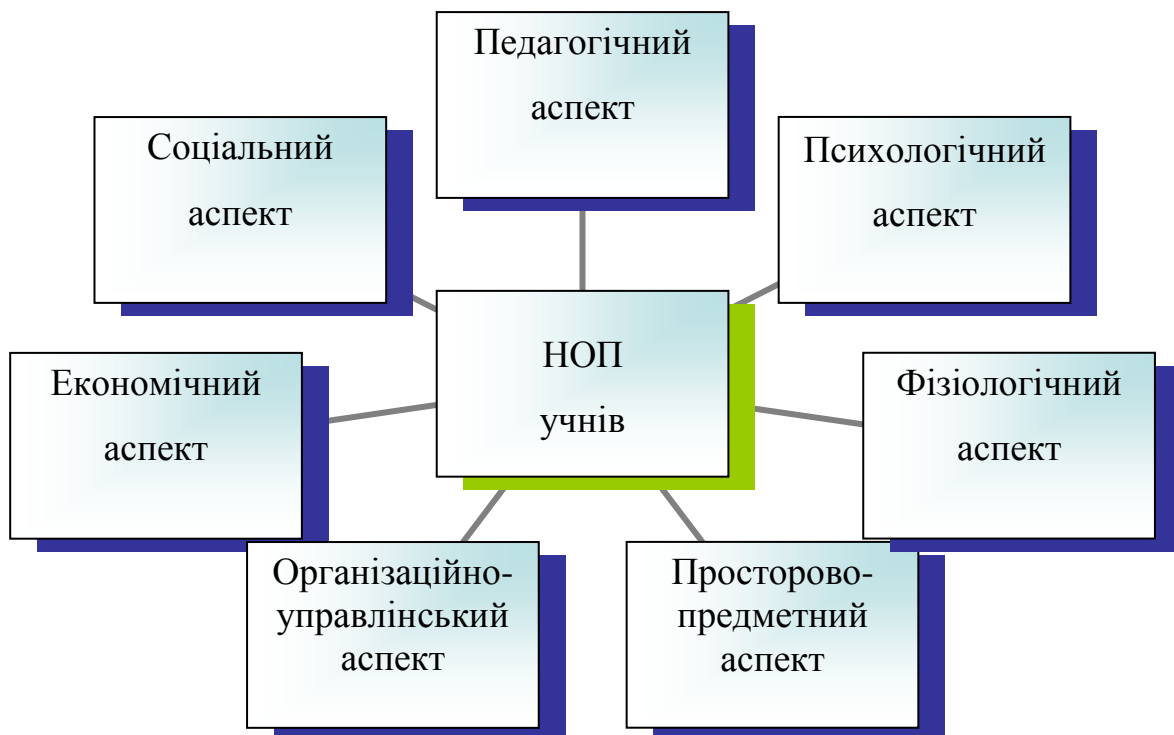 Педагогічний
аспект
Соціальний
аспект
Психологічний
аспект
НОП
учнів
Економічний
аспект
Фізіологічний
аспект
Організаційно-
управлінський
аспект
Просторово-
предметний
аспект